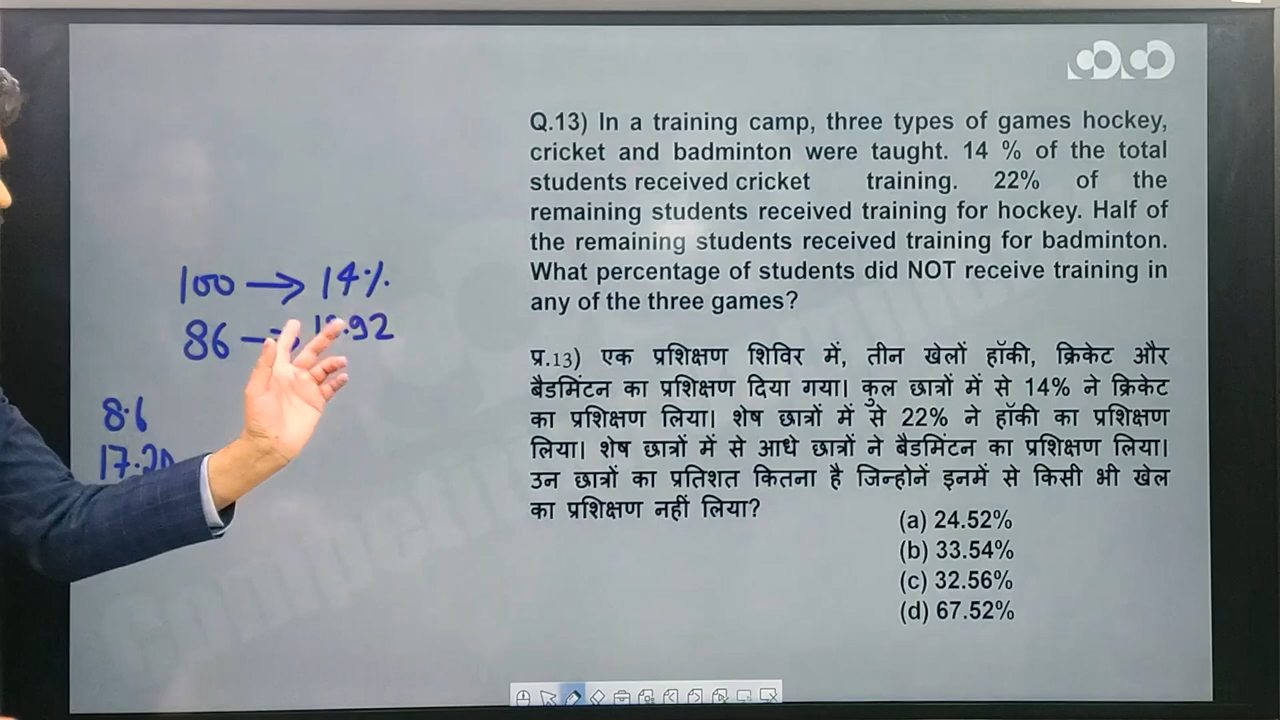 Q.13) In a training camp, three types of games hockey,
cricket and badminton were taught. 14 % of the total
students received cricket training. 22% of the
remaining students received training for hockey. Half of
the remaining students received training for badminton.
What percentage of students did NOT receive training in
any of the three games?
प्र.13) एक प्रशिक्षण शिविर में, तीन खेलों हॉकी, क्रिकेट और
बैडमिंटन का प्रशिक्षण दिया गया। कुल छात्रों में से 14% ने क्रिकेट
का प्रशिक्षण लिया। शेष छात्रों में से 22% ने हॉकी का प्रशिक्षण
लिया। शेष छात्रों में से आधे छात्रों ने बैडमिंटन का प्रशिक्षण लिया।
उन छात्रों का प्रतिशत कितना है जिन्होनें इनमें से किसी भी खेल
का प्रशिक्षण नहीं लिया?
(a) 24.52%
(b) 33.54%
(c) 32.56%
(d) 67.52%
100 → 14%
86 →
8.6
17.20